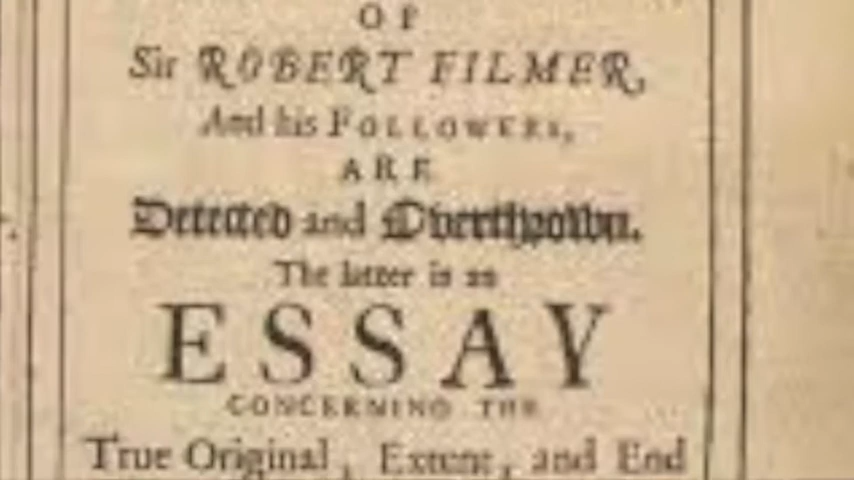 OF
Sir ROBERT FILMER,
And his FOLLOWERS,
ARE
Detected and Overthrown.
The latter is an
ESSAY
CONCERNING THE
True Original, Extent, and End